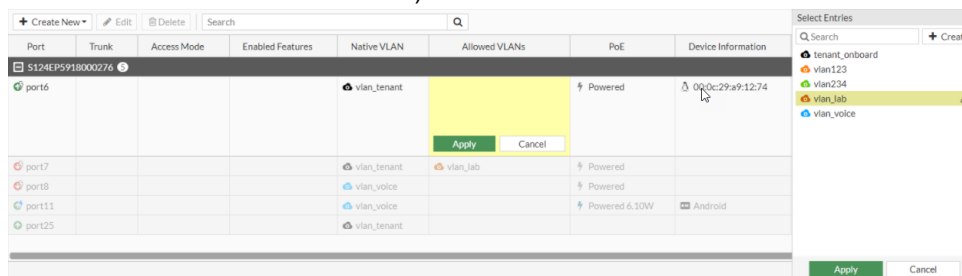 + Create New Edit Delete Search
Select Entries
Search + Creat
Port Trunk Access Mode Enabled Features Native VLAN Allowed VLANs PoE Device Information
S124EP5918000276 5
port6 vlan_tenant Powered 00:0c:29:a9:12:74
Apply Cancel
port7 vlan_tenant vlan_lab Powered
port8 vlan_voice Powered
port11 vlan_voice Powered 6.10W Android
port25 vlan_tenant
tenant_onboard
vlan123
vlan234
vlan_lab
vlan_voice
Apply Cancel